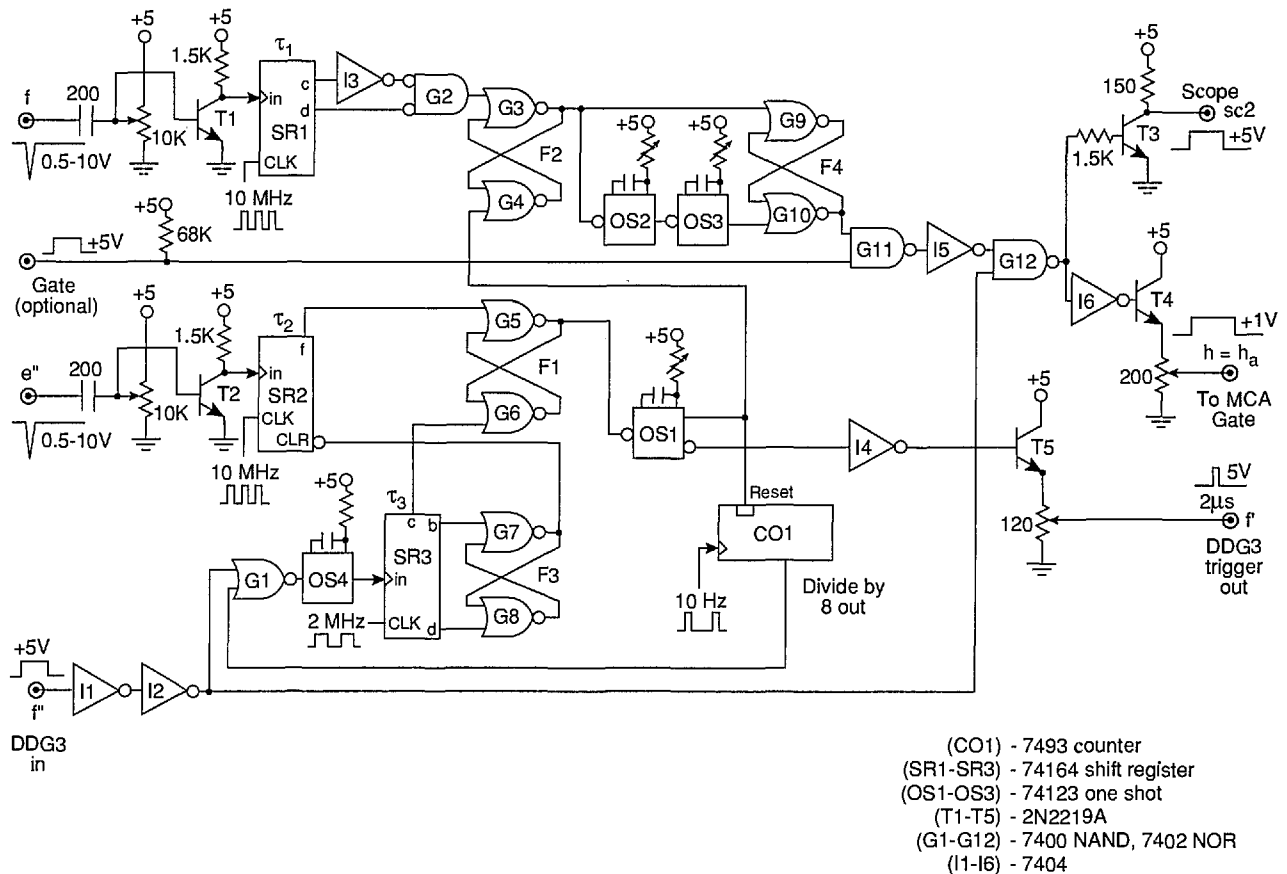 +5
+5
1.5K
τ1
f
200
10K
T1
in
c
d
SR1
CLK
I3
G2
G3
G4
F2
0.5-10V
10 MHz
+5
+5
OS2
OS3
G9
G10
F4
+5
150
Scope
sc2
T3
1.5K
+5V
+5V
+5
68K
Gate
(optional)
G11
I5
G12
I6
+5
T4
+1V
h = ha
200
To MCA
Gate
+5
+5
1.5K
τ2
f
e"
200
10K
T2
in
SR2
CLK
CLR
0.5-10V
10 MHz
G5
G6
F1
+5
OS1
I4
+5
T5
5V
2μs
f'
120
DDG3
trigger
out
+5
τ3
c
b
SR3
in
CLK
d
G1
OS4
2 MHz
G7
G8
F3
Reset
CO1
10 Hz
Divide by
8 out
+5V
I1
I2
f"
DDG3
in
(CO1) - 7493 counter
(SR1-SR3) - 74164 shift register
(OS1-OS3) - 74123 one shot
(T1-T5) - 2N2219A
(G1-G12) - 7400 NAND, 7402 NOR
(I1-I6) - 7404